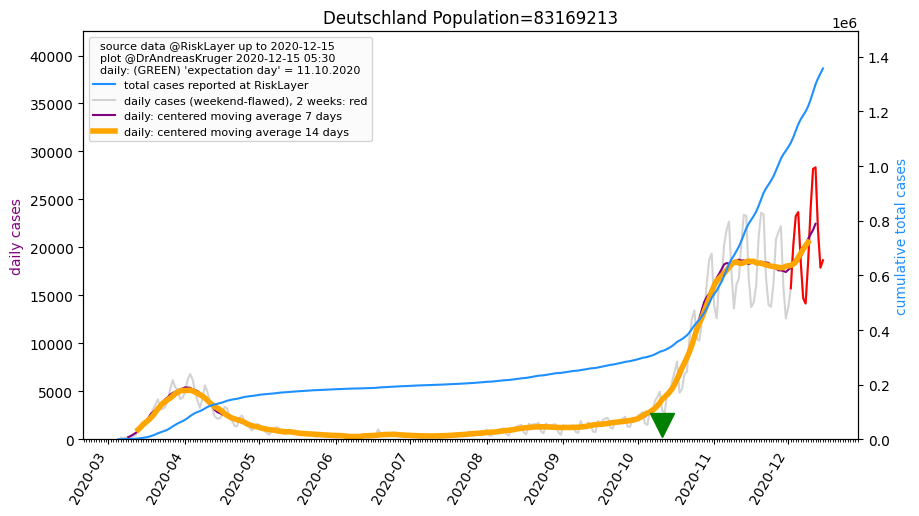 Deutschland Population=83169213
1e6
source data @RiskLayer up to 2020-12-15
plot @DrAndreasKruger 2020-12-15 05:30
daily: (GREEN) 'expectation day' = 11.10.2020
total cases reported at RiskLayer
daily cases (weekend-flawed), 2 weeks: red
daily: centered moving average 7 days
daily: centered moving average 14 days
daily cases
40000
35000
30000
25000
20000
15000
10000
5000
0
1.4
1.2
1.0
0.8
0.6
0.4
0.2
0.0
cumulative total cases
2020-03
2020-04
2020-05
2020-06
2020-07
2020-08
2020-09
2020-10
2020-11
2020-12